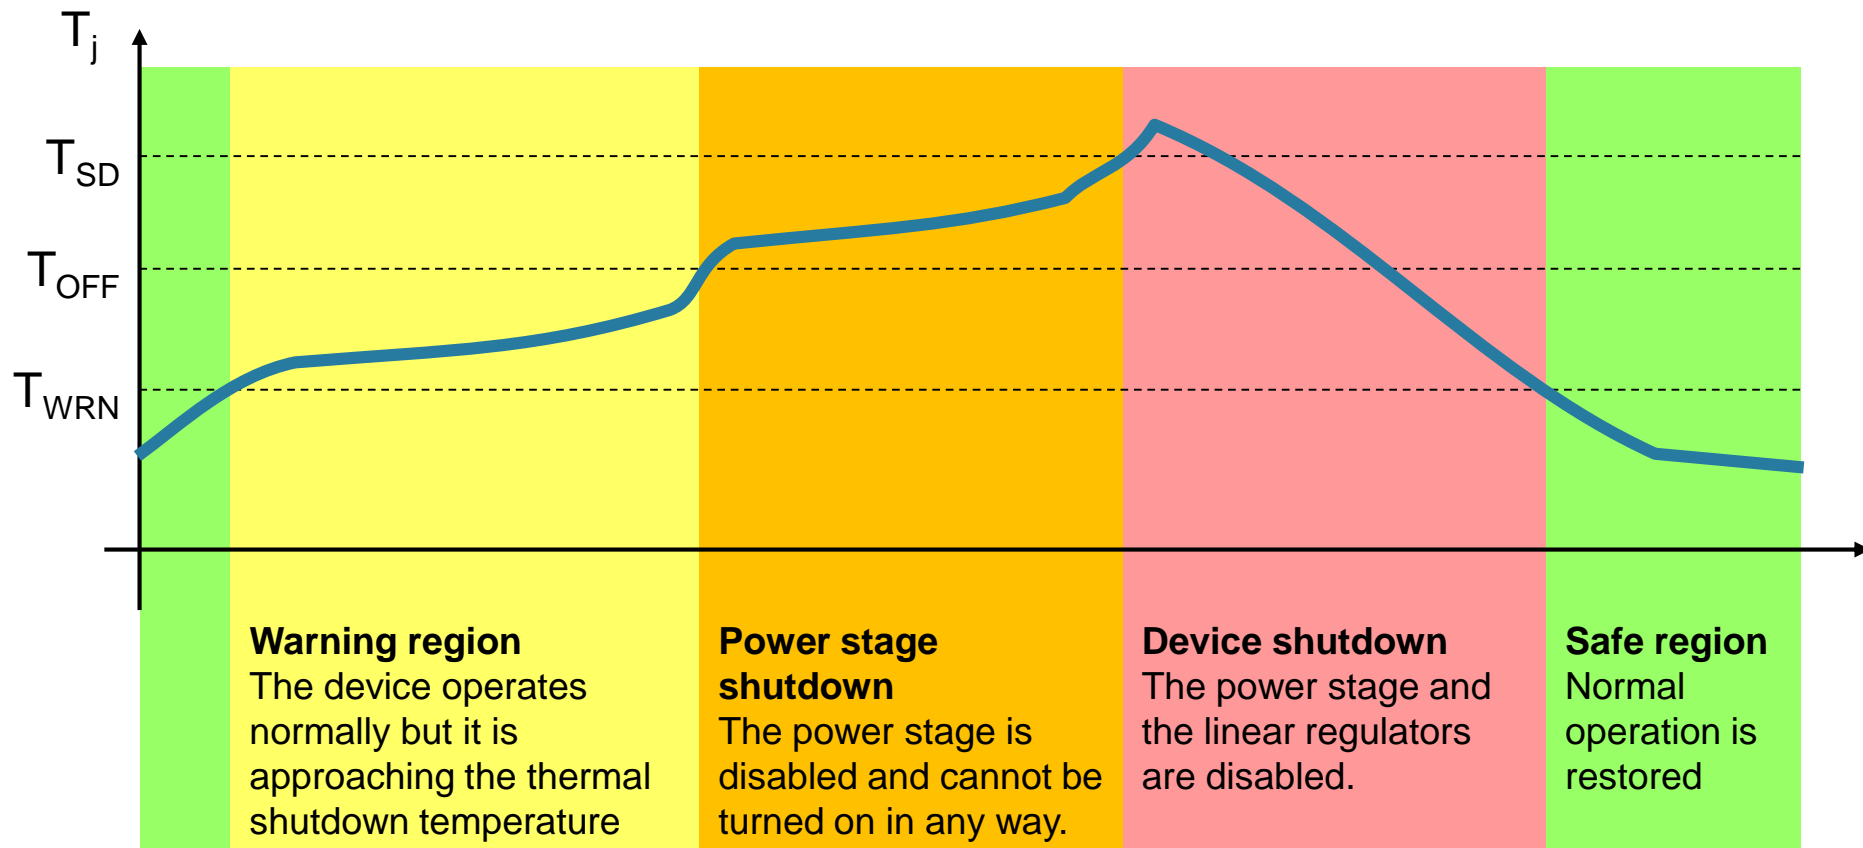 Tj
TSD
TOFF
TWRN
Warning region
The device operates
normally but it is
approaching the thermal
shutdown temperature
Power stage
shutdown
The power stage is
disabled and cannot be
turned on in any way.
Device shutdown
The power stage and
the linear regulators
are disabled.
Safe region
Normal
operation is
restored